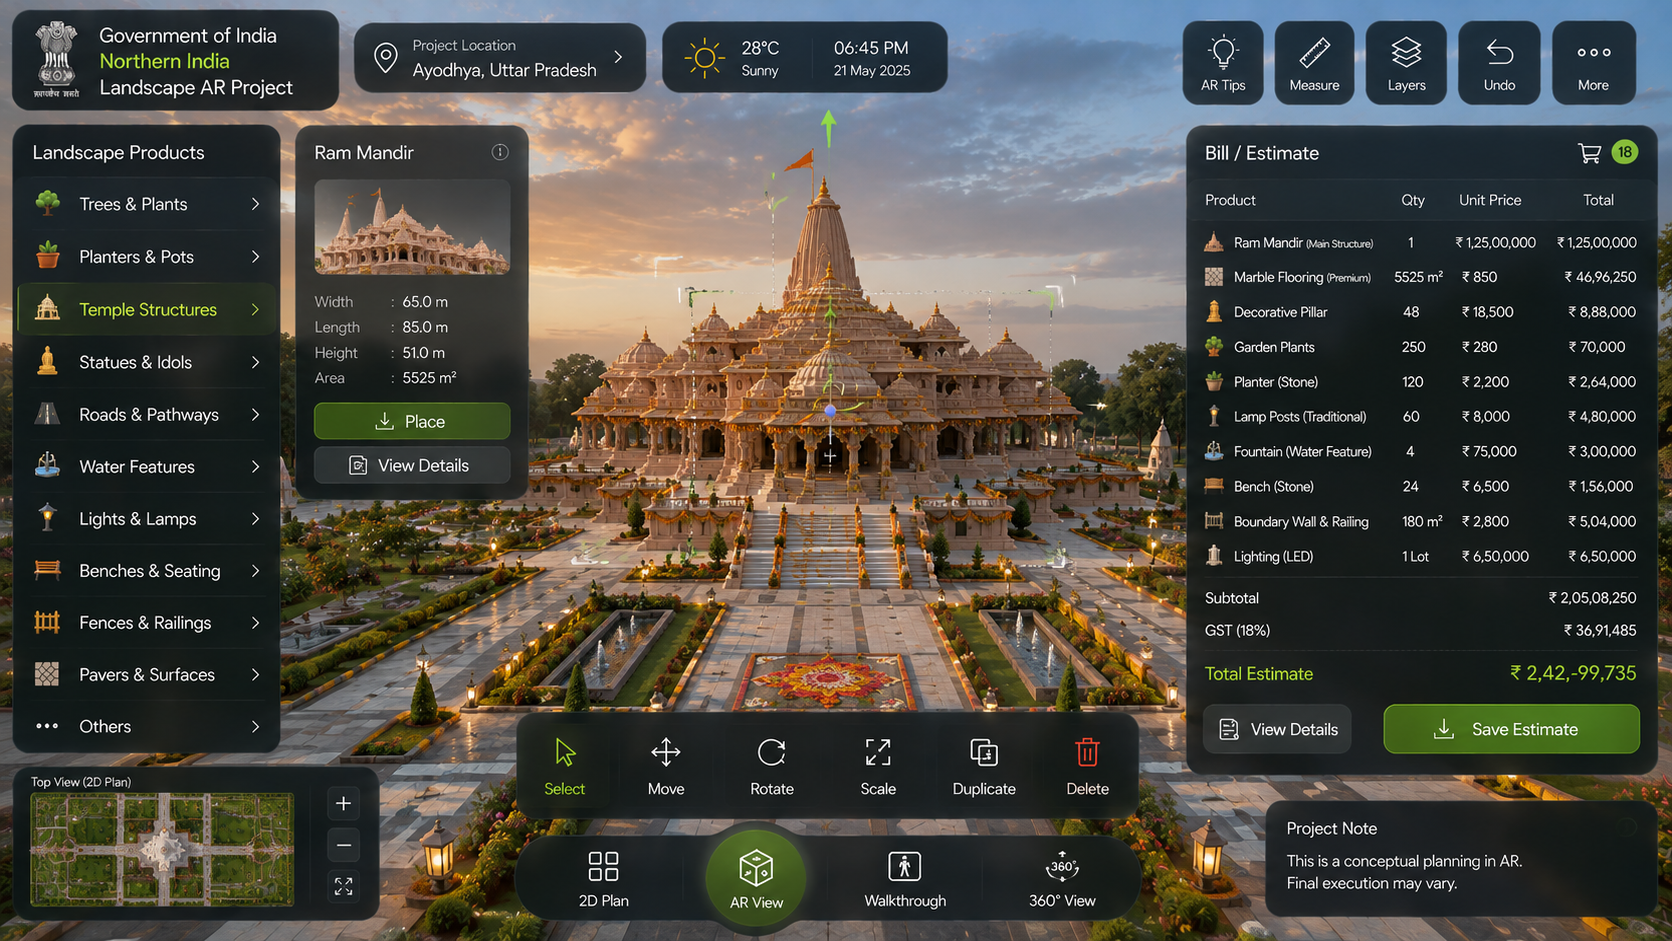 Government of India
Northern India
Landscape AR Project
सत्यमेव जयते
Project Location
Ayodhya, Uttar Pradesh
28°C
Sunny
06:45 PM
21 May 2025
AR Tips
Measure
Layers
Undo
More
Landscape Products
Trees & Plants
Planters & Pots
Temple Structures
Statues & Idols
Roads & Pathways
Water Features
Lights & Lamps
Benches & Seating
Fences & Railings
Pavers & Surfaces
Others
Ram Mandir
Width : 65.0 m
Length : 85.0 m
Height : 51.0 m
Area : 5525 m²
Place
View Details
Bill / Estimate 18
Product Qty Unit Price Total
Ram Mandir (Main Structure) 1 ₹ 1,25,00,000 ₹ 1,25,00,000
Marble Flooring (Premium) 5525 m² ₹ 850 ₹ 46,96,250
Decorative Pillar 48 ₹ 18,500 ₹ 8,88,000
Garden Plants 250 ₹ 280 ₹ 70,000
Planter (Stone) 120 ₹ 2,200 ₹ 2,64,000
Lamp Posts (Traditional) 60 ₹ 8,000 ₹ 4,80,000
Fountain (Water Feature) 4 ₹ 75,000 ₹ 3,00,000
Bench (Stone) 24 ₹ 6,500 ₹ 1,56,000
Boundary Wall & Railing 180 m² ₹ 2,800 ₹ 5,04,000
Lighting (LED) 1 Lot ₹ 6,50,000 ₹ 6,50,000
Subtotal ₹ 2,05,08,250
GST (18%) ₹ 36,91,485
Total Estimate ₹ 2,42,-99,735
View Details
Save Estimate
Top View (2D Plan)
Select
Move
Rotate
Scale
Duplicate
Delete
2D Plan
AR View
Walkthrough
360°
360° View
Project Note
This is a conceptual planning in AR.
Final execution may vary.